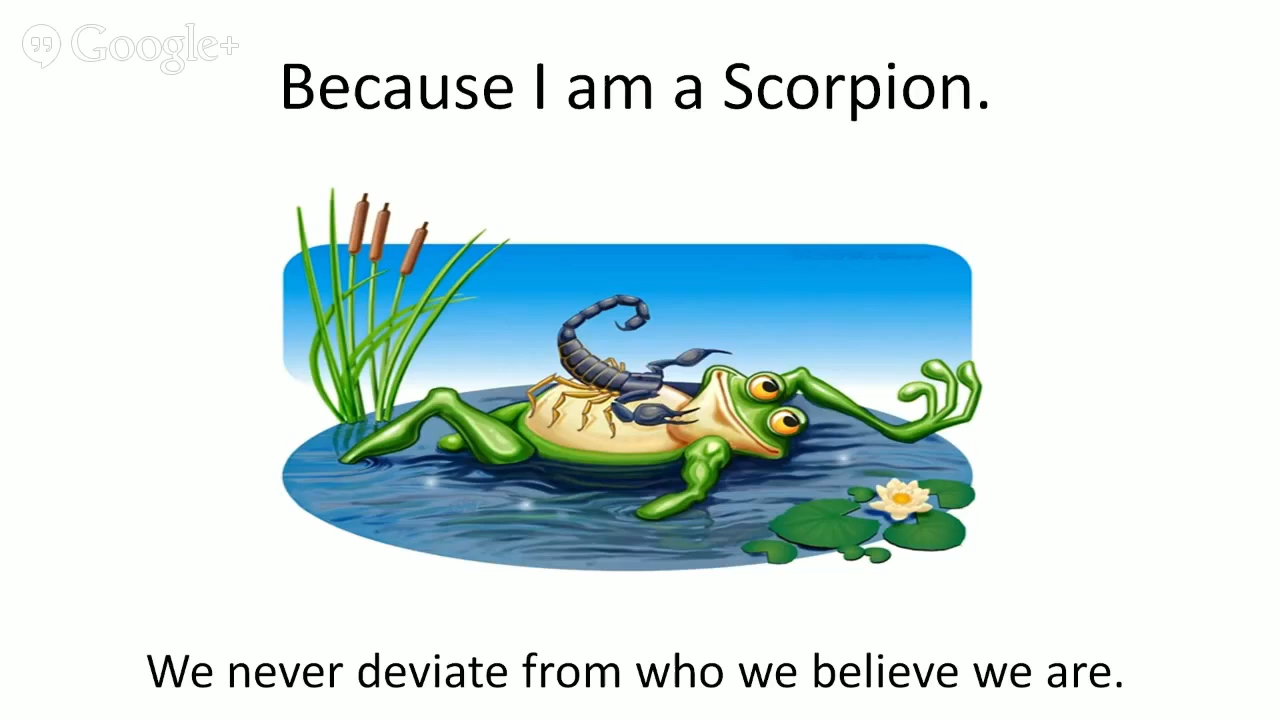 Google+
Because I am a Scorpion.
We never deviate from who we believe we are.